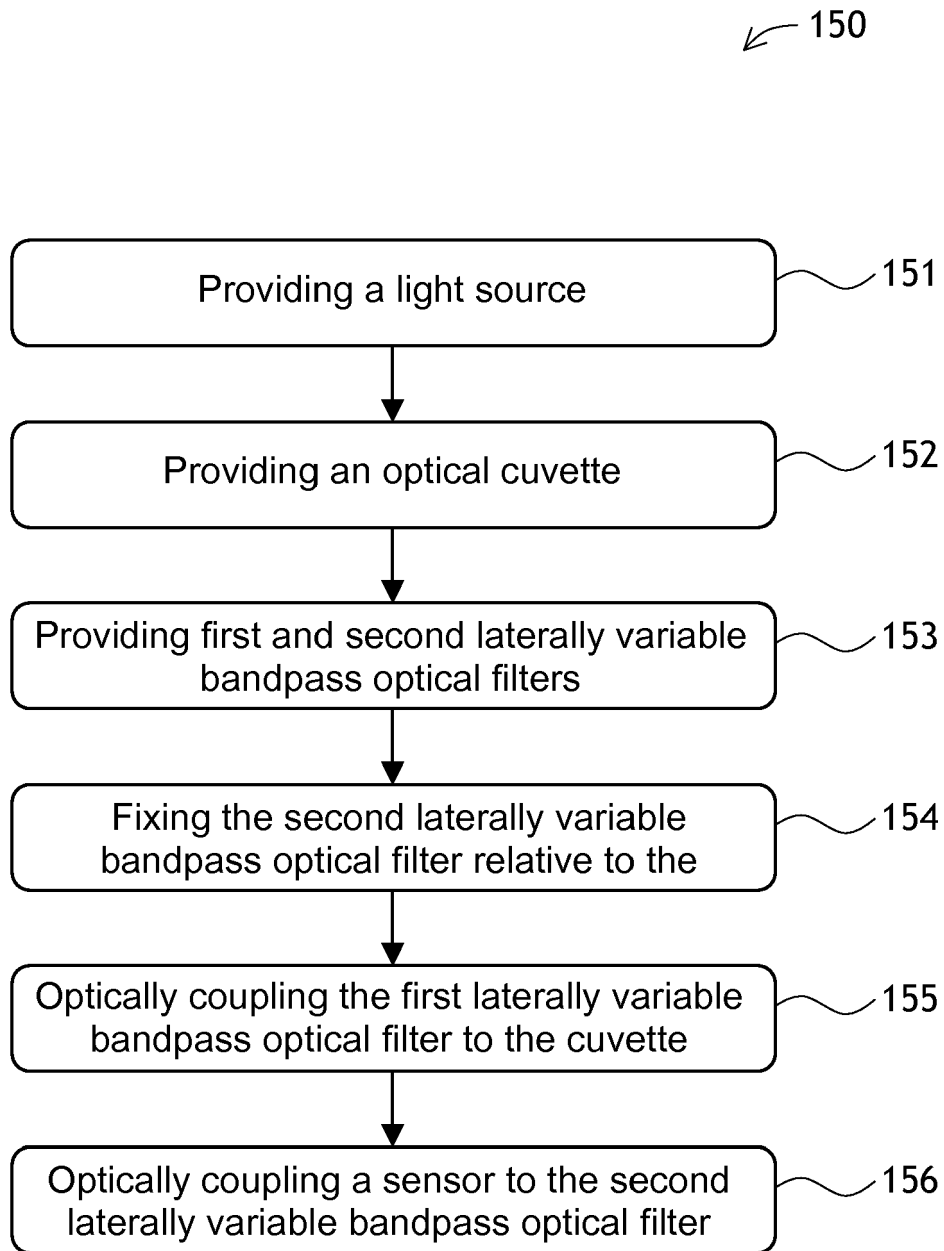 150
Providing a light source
151
Providing an optical cuvette
152
Providing first and second laterally variable
bandpass optical filters
153
Fixing the second laterally variable
bandpass optical filter relative to the
154
Optically coupling the first laterally variable
bandpass optical filter to the cuvette
155
Optically coupling a sensor to the second
laterally variable bandpass optical filter
156